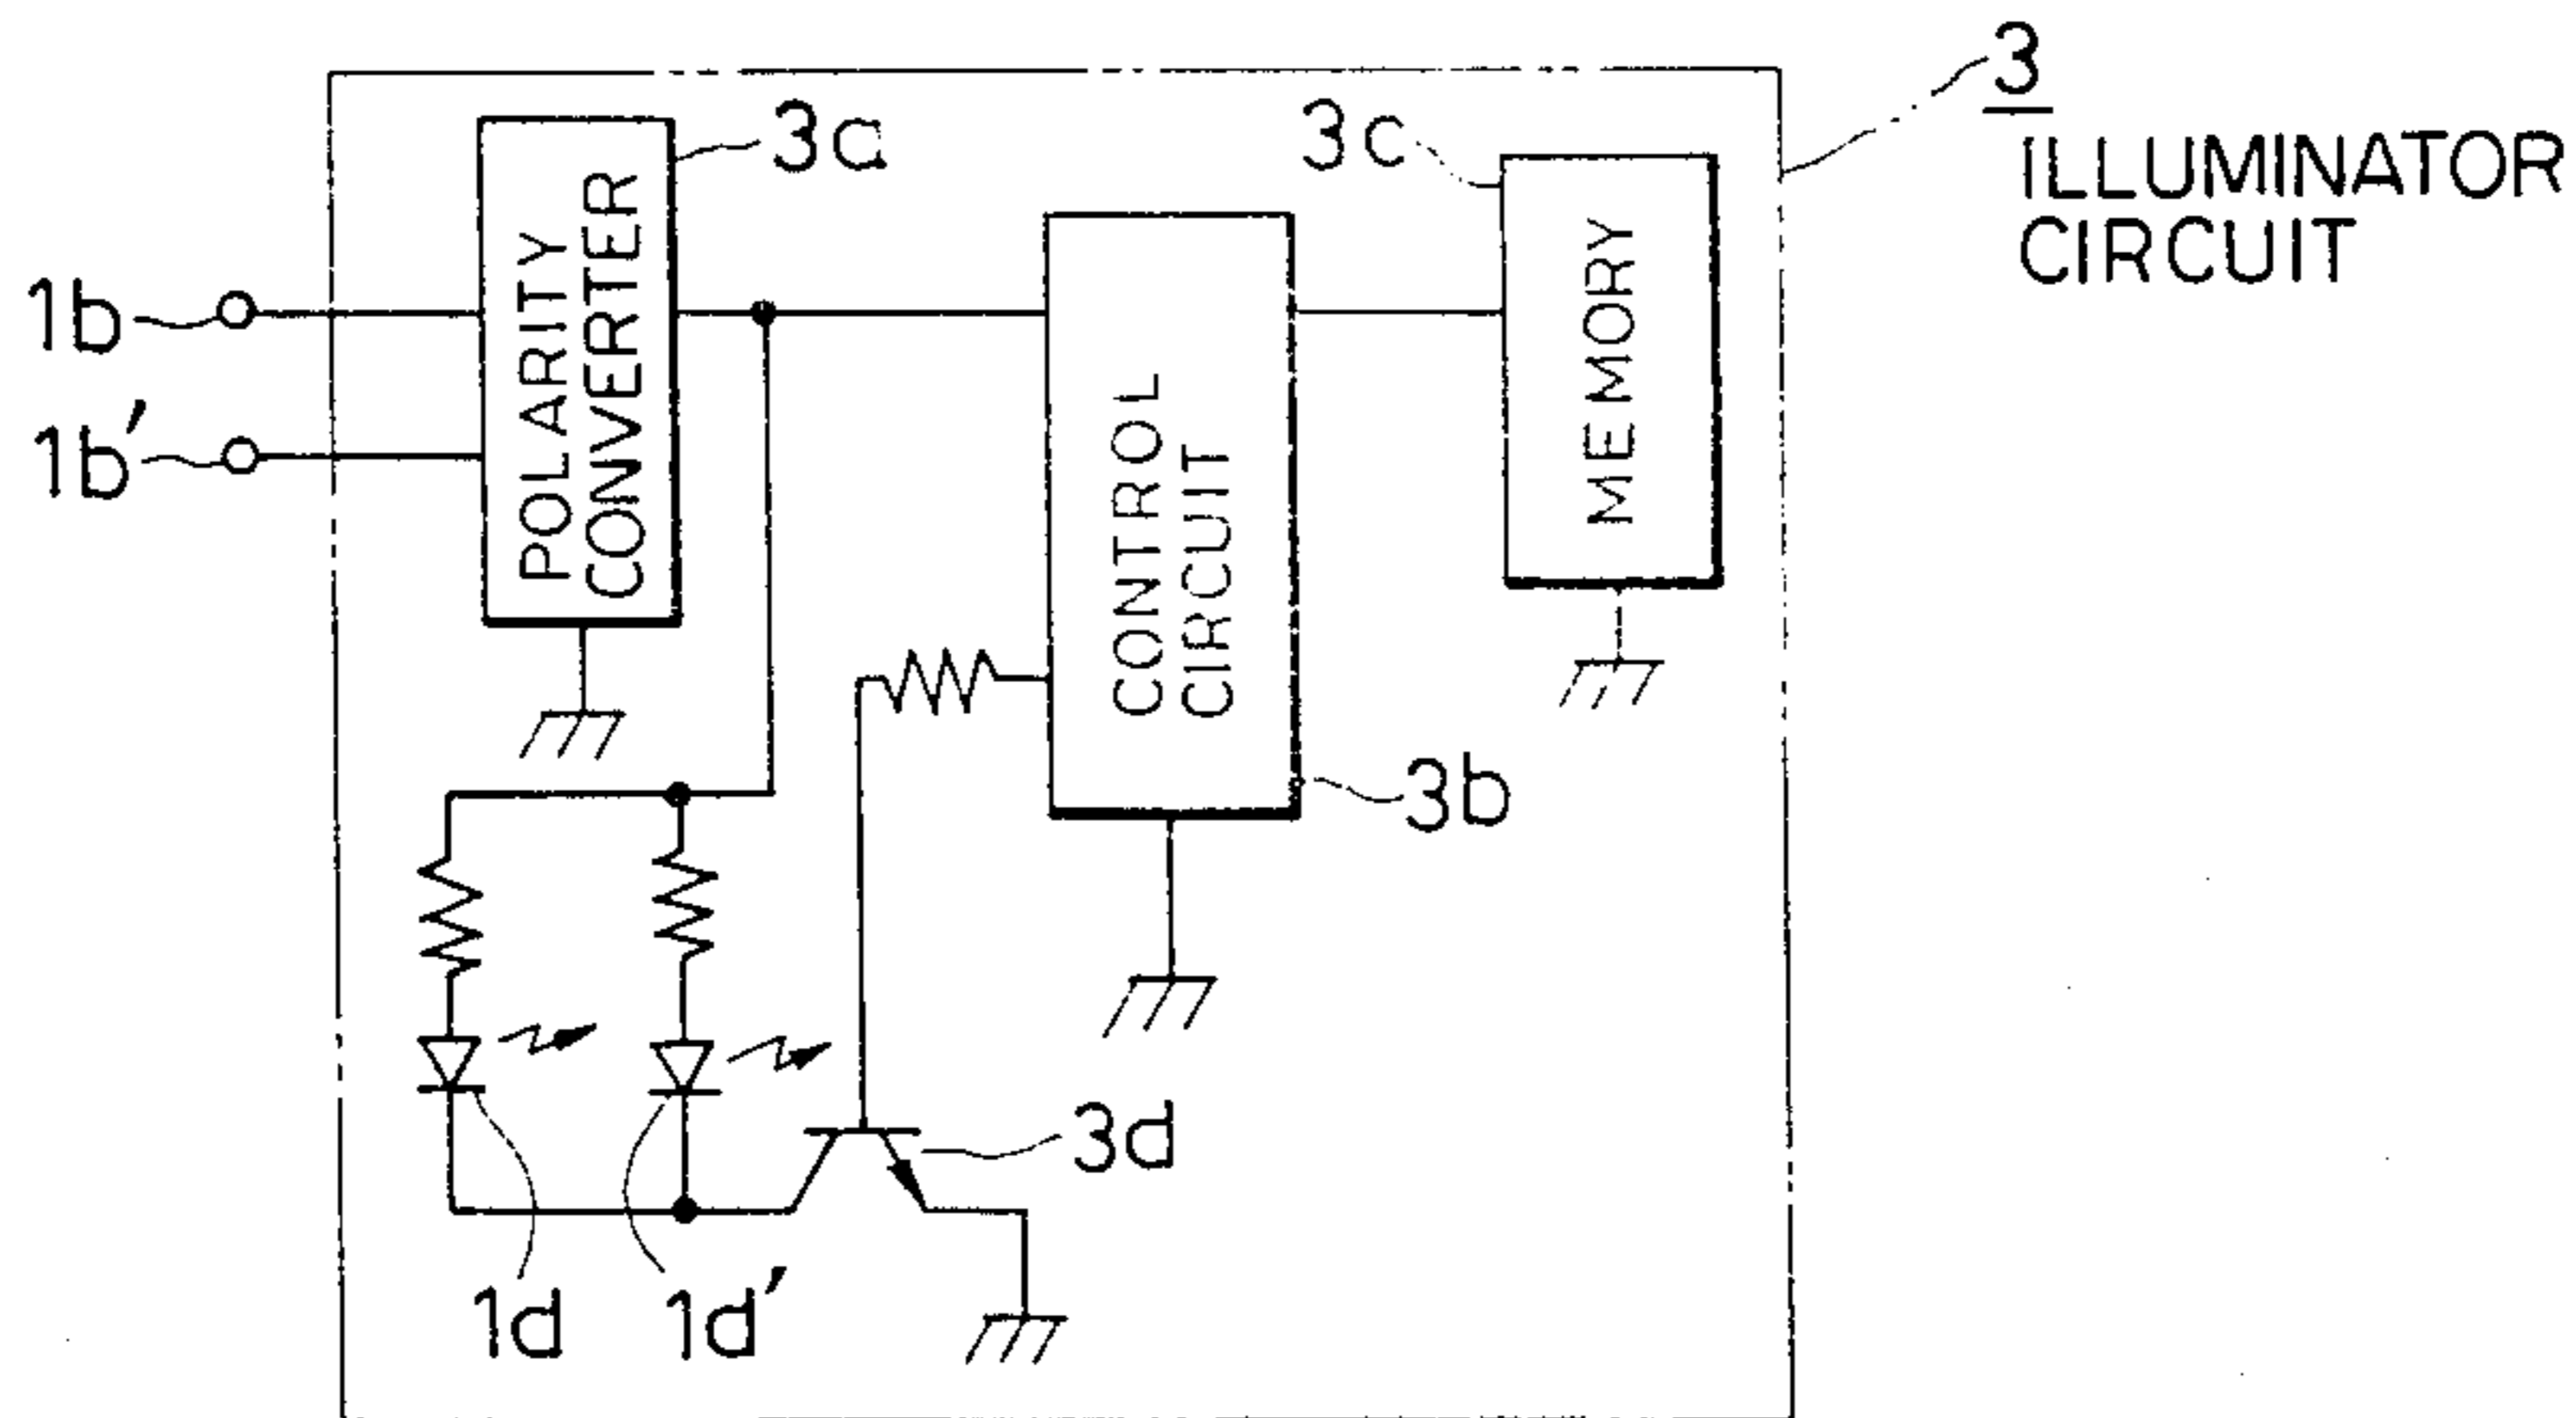 3
ILLUMINATOR
CIRCUIT
3a
3c
POLARITY
CONVERTER
1b
1b'
CONTROL
CIRCUIT
MEMORY
3b
3d
1d
1d'